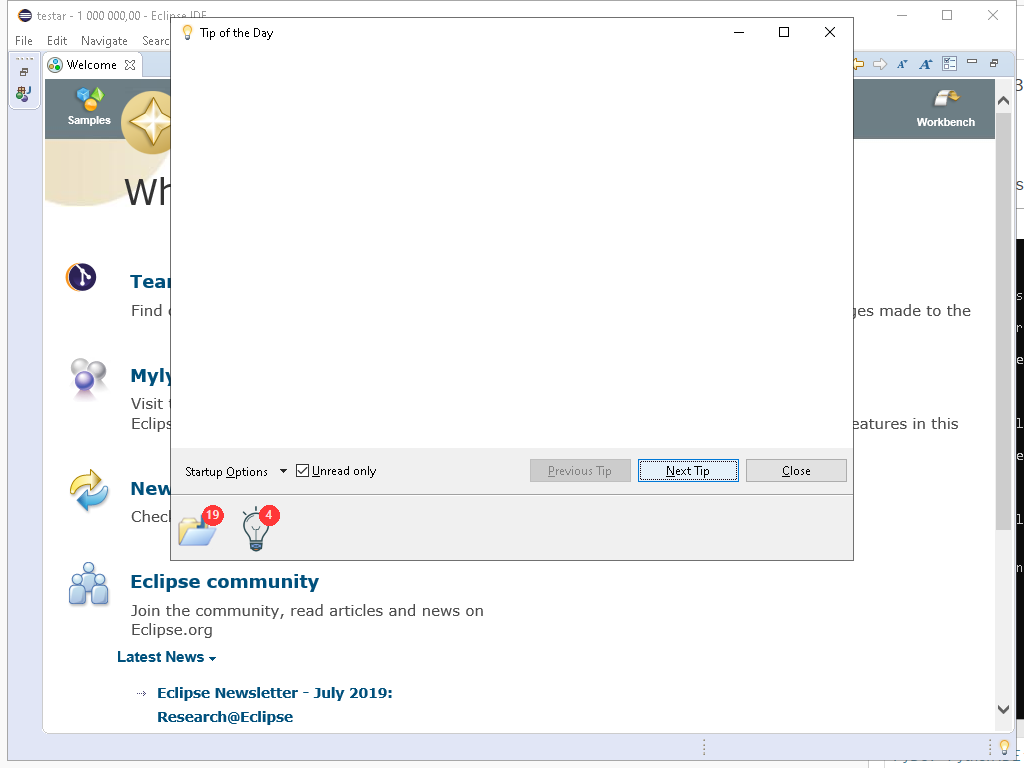 testar - 1 000 000,00 - Eclipse IDE
File Edit Navigate Searc
Tip of the Day
Welcome
Samples
Workbench
Wh
Tear
Find
ges made to the
Myly
Visit
Eclips
eatures in this
New
Check
Startup Options
Unread only
Previous Tip
Next Tip
Close
19
4
Eclipse community
Join the community, read articles and news on
Eclipse.org
Latest News
Eclipse Newsletter - July 2019:
Research@Eclipse